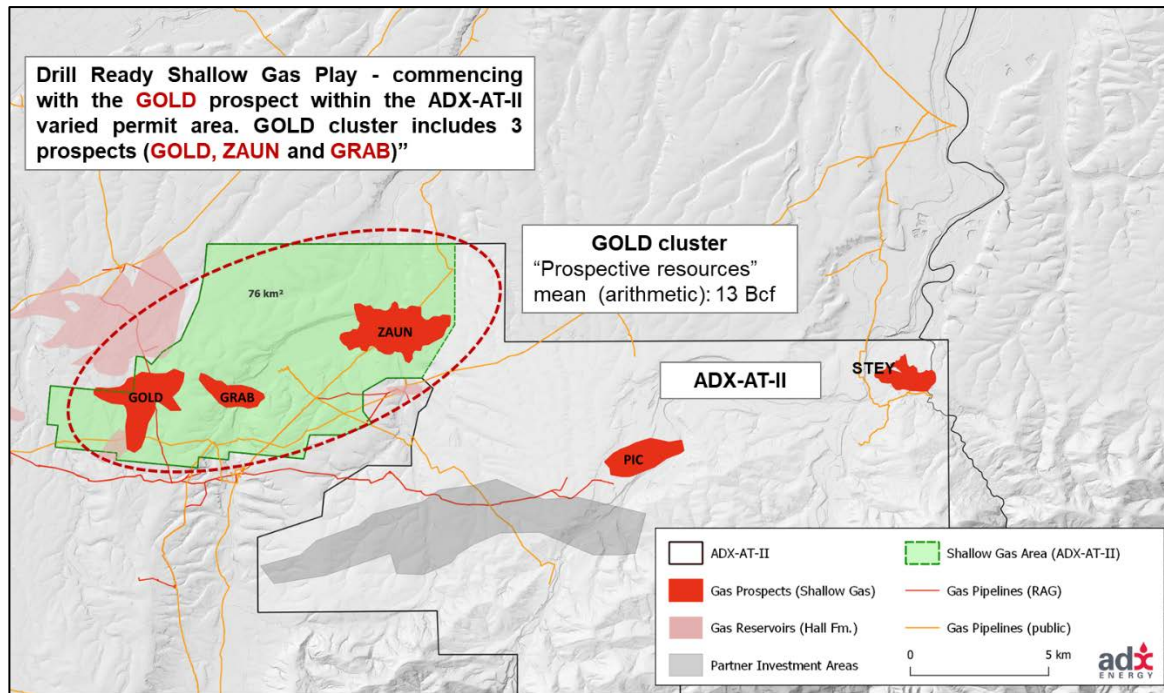 Drill Ready Shallow Gas Play - commencing
with the GOLD prospect within the ADX-AT-II
varied permit area. GOLD cluster includes 3
prospects (GOLD, ZAUN and GRAB)”
GOLD cluster
“Prospective resources”
mean (arithmetic): 13 Bcf
76 km²
ZAUN
GOLD
GRAB
ADX-AT-II
STEY
PIC
ADX-AT-II
Gas Prospects (Shallow Gas)
Gas Reservoirs (Hall Fm.)
Partner Investment Areas
Shallow Gas Area (ADX-AT-II)
Gas Pipelines (RAG)
Gas Pipelines (public)
0 5 km
adx
ENERGY